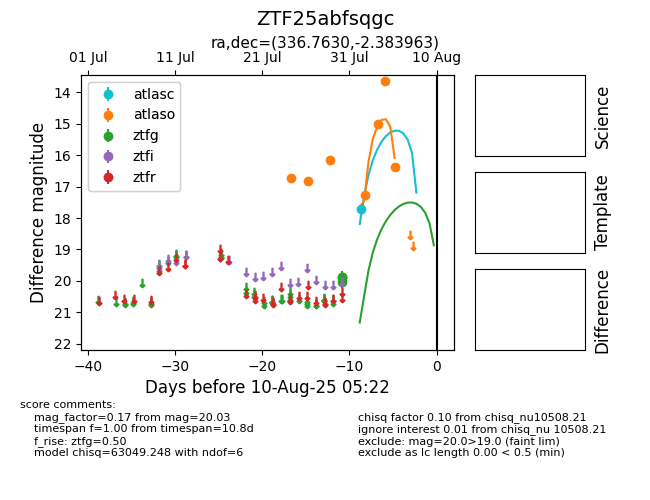 ZTF25abfsqgc
ra,dec=(336.7630,-2.383963)
01 Jul 11 Jul 21 Jul 31 Jul 10 Aug
atlasc
atlaso
ztfg
ztfi
ztfr
14
15
16
17
18
19
20
21
22
Difference magnitude
−40 −30 −20 −10 0
Days before 10-Aug-25 05:22
Science
Template
Difference
score comments:
mag_factor=0.17 from mag=20.03
timespan f=1.00 from timespan=10.8d
f_rise: ztfg=0.50
model chisq=63049.248 with ndof=6
chisq factor 0.10 from chisq_nu10508.21
ignore interest 0.01 from chisq_nu 10508.21
exclude: mag=20.0>19.0 (faint lim)
exclude as lc length 0.00 < 0.5 (min)